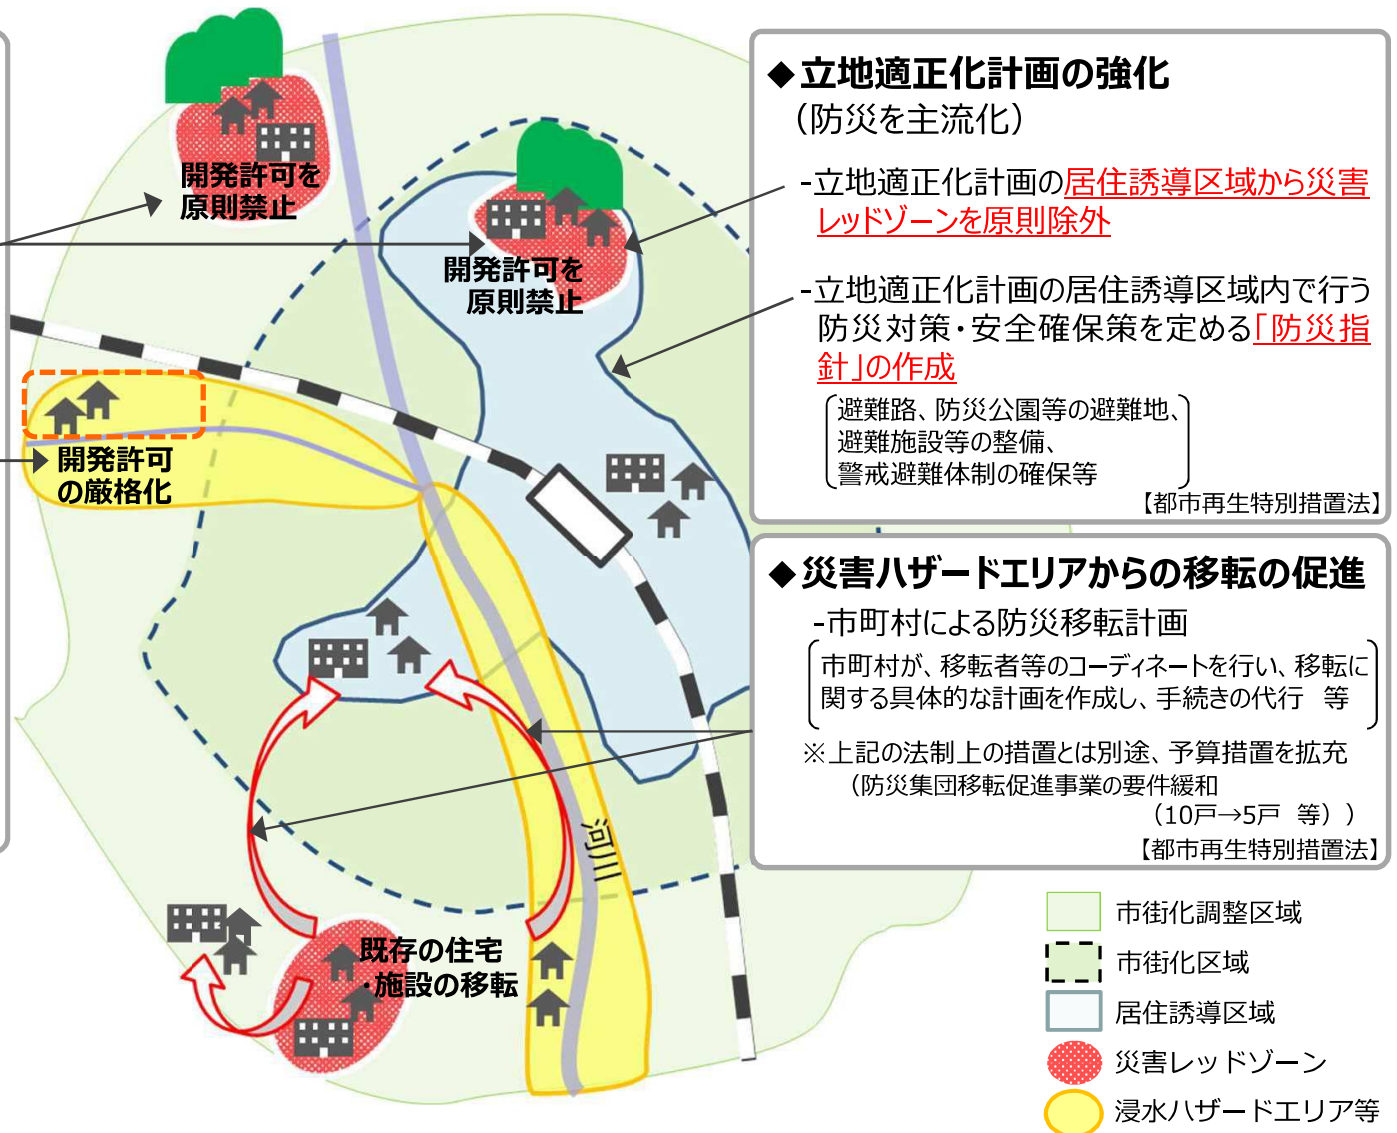 ◆立地適正化計画の強化
（防災を主流化）
-立地適正化計画の居住誘導区域から災害
レッドゾーンを原則除外
-立地適正化計画の居住誘導区域内で行う
防災対策・安全確保策を定める「防災指
針」の作成
避難路、防災公園等の避難地、
避難施設等の整備、
警戒避難体制の確保等
【都市再生特別措置法】
◆災害ハザードエリアからの移転の促進
-市町村による防災移転計画
市町村が、移転者等のコーディネートを行い、移転に
関する具体的な計画を作成し、手続きの代行　等
※上記の法制上の措置とは別途、予算措置を拡充
（防災集団移転促進事業の要件緩和
（10戸→5戸　等））
【都市再生特別措置法】
開発許可を
原則禁止
開発許可を
原則禁止
開発許可
の厳格化
河川
既存の住宅
・施設の移転
市街化調整区域
市街化区域
居住誘導区域
災害レッドゾーン
浸水ハザードエリア等